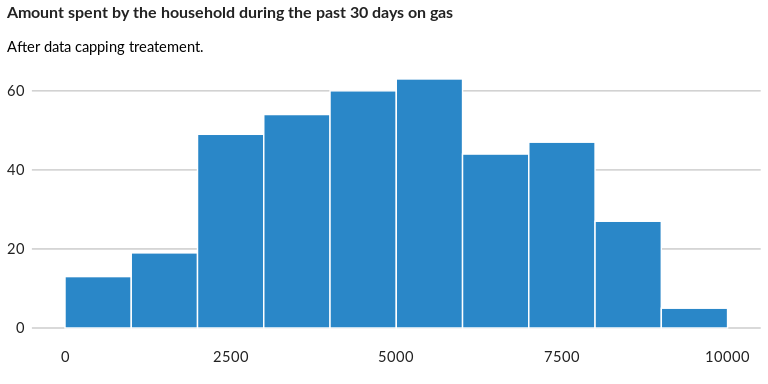 Amount spent by the household during the past 30 days on gas
After data capping treatement.
60
40
20
0
0 2500 5000 7500 10000